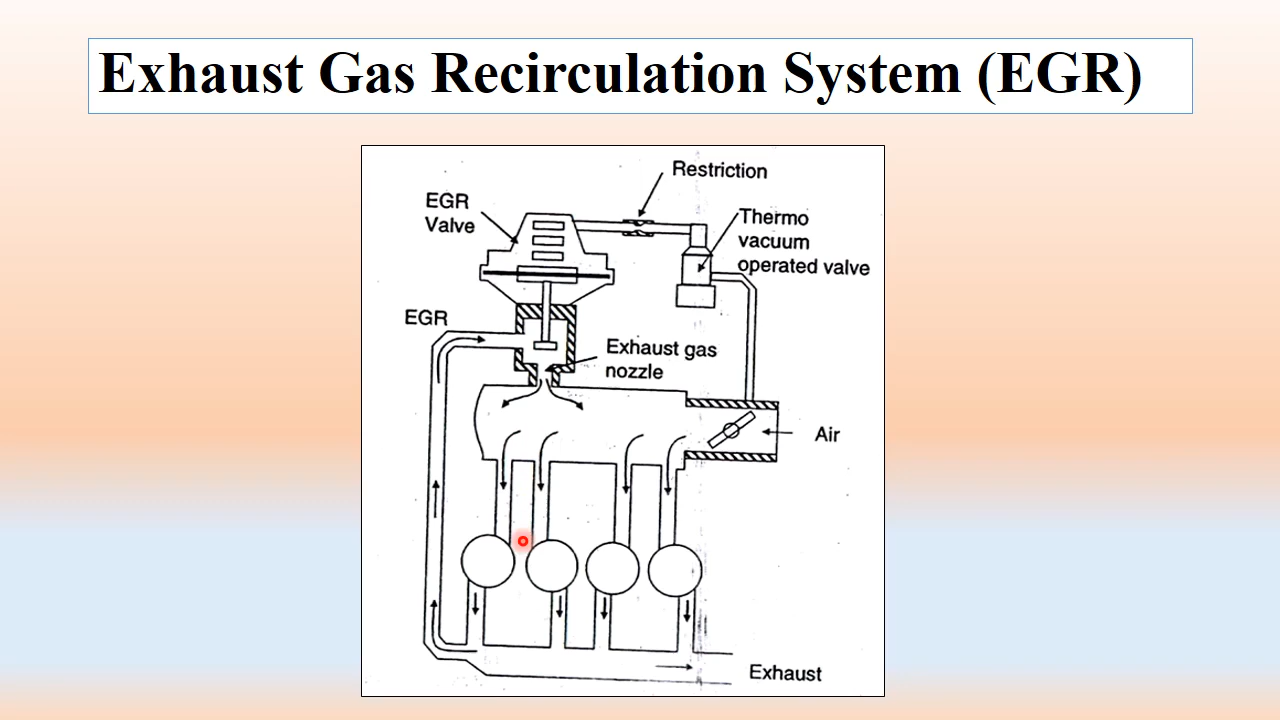 Exhaust Gas Recirculation System (EGR)
Restriction
EGR
Valve
Thermo
vacuum
operated valve
EGR
Exhaust gas
nozzle
Air
Exhaust